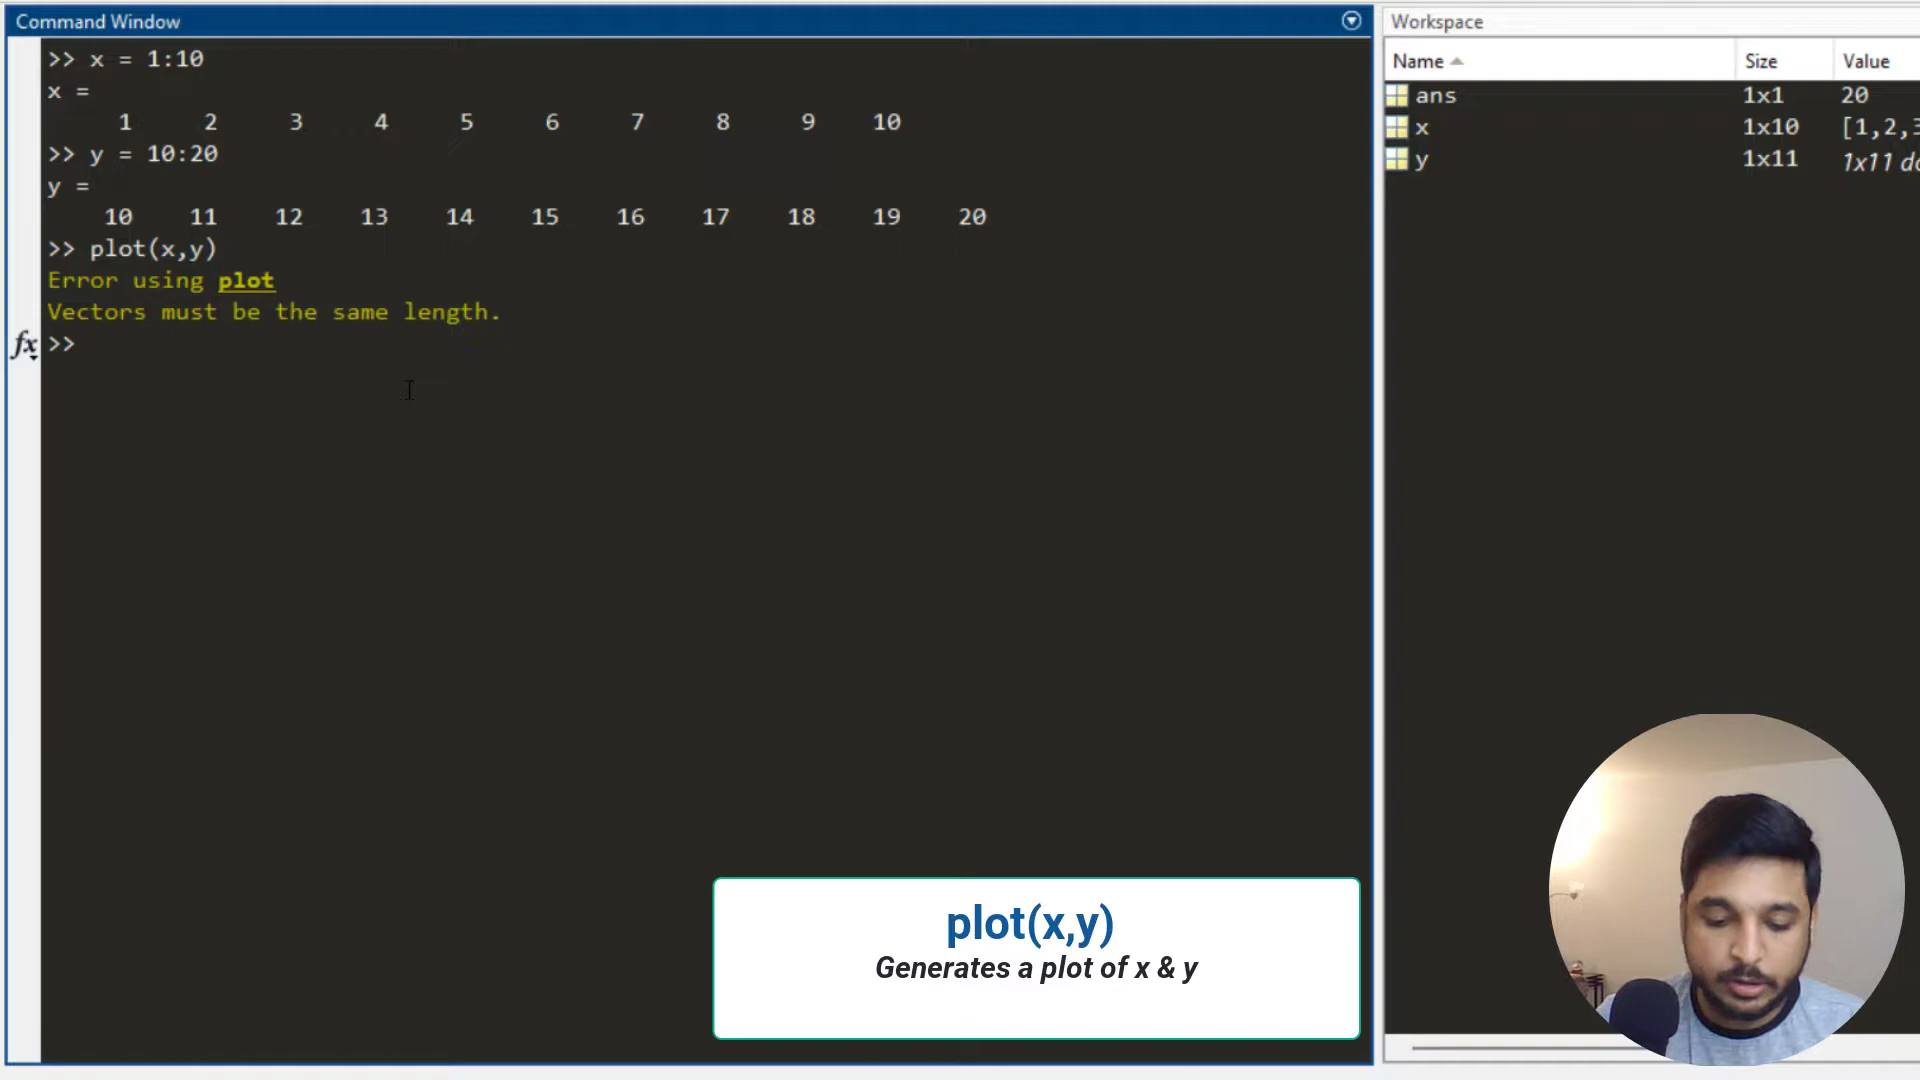 Command Window
>> x = 1:10
x =
1 2 3 4 5 6 7 8 9 10
>> y = 10:20
y =
10 11 12 13 14 15 16 17 18 19 20
>> plot(x,y)
Error using plot
Vectors must be the same length.
fx >>
Workspace
Name Size Value
ans 1x1 20
x 1x10 [1,2,3
y 1x11 1x11 do
plot(x,y)
Generates a plot of x & y